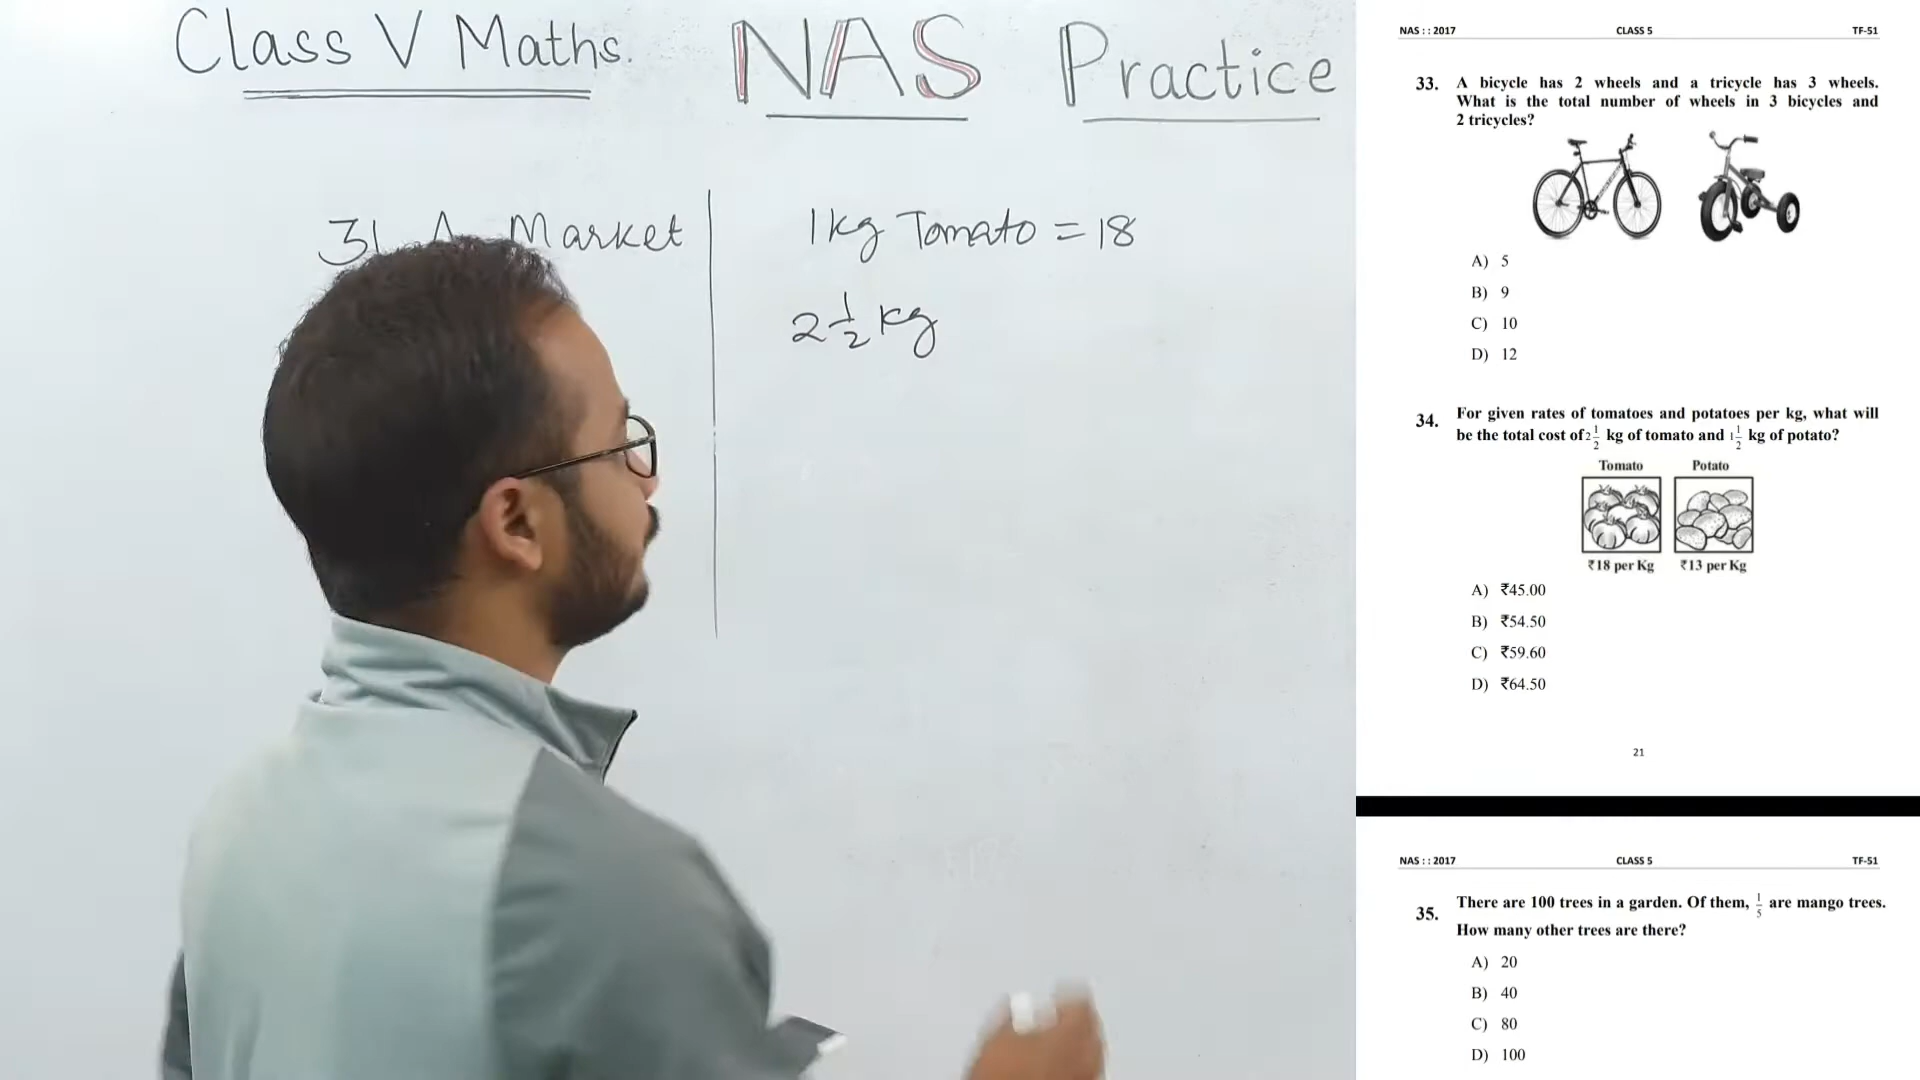 Class V Maths. NAS Practice
31. A Market
1kg Tomato = 18
2 1/2 kg
NAS : : 2017 CLASS 5 TF-51
33. A bicycle has 2 wheels and a tricycle has 3 wheels.
What is the total number of wheels in 3 bicycles and
2 tricycles?
A) 5
B) 9
C) 10
D) 12
34. For given rates of tomatoes and potatoes per kg, what will
be the total cost of 2 1/2 kg of tomato and 1 1/2 kg of potato?
Tomato Potato
₹18 per Kg ₹13 per Kg
A) ₹45.00
B) ₹54.50
C) ₹59.60
D) ₹64.50
21
NAS : : 2017 CLASS 5 TF-51
35. There are 100 trees in a garden. Of them, 1/5 are mango trees.
How many other trees are there?
A) 20
B) 40
C) 80
D) 100